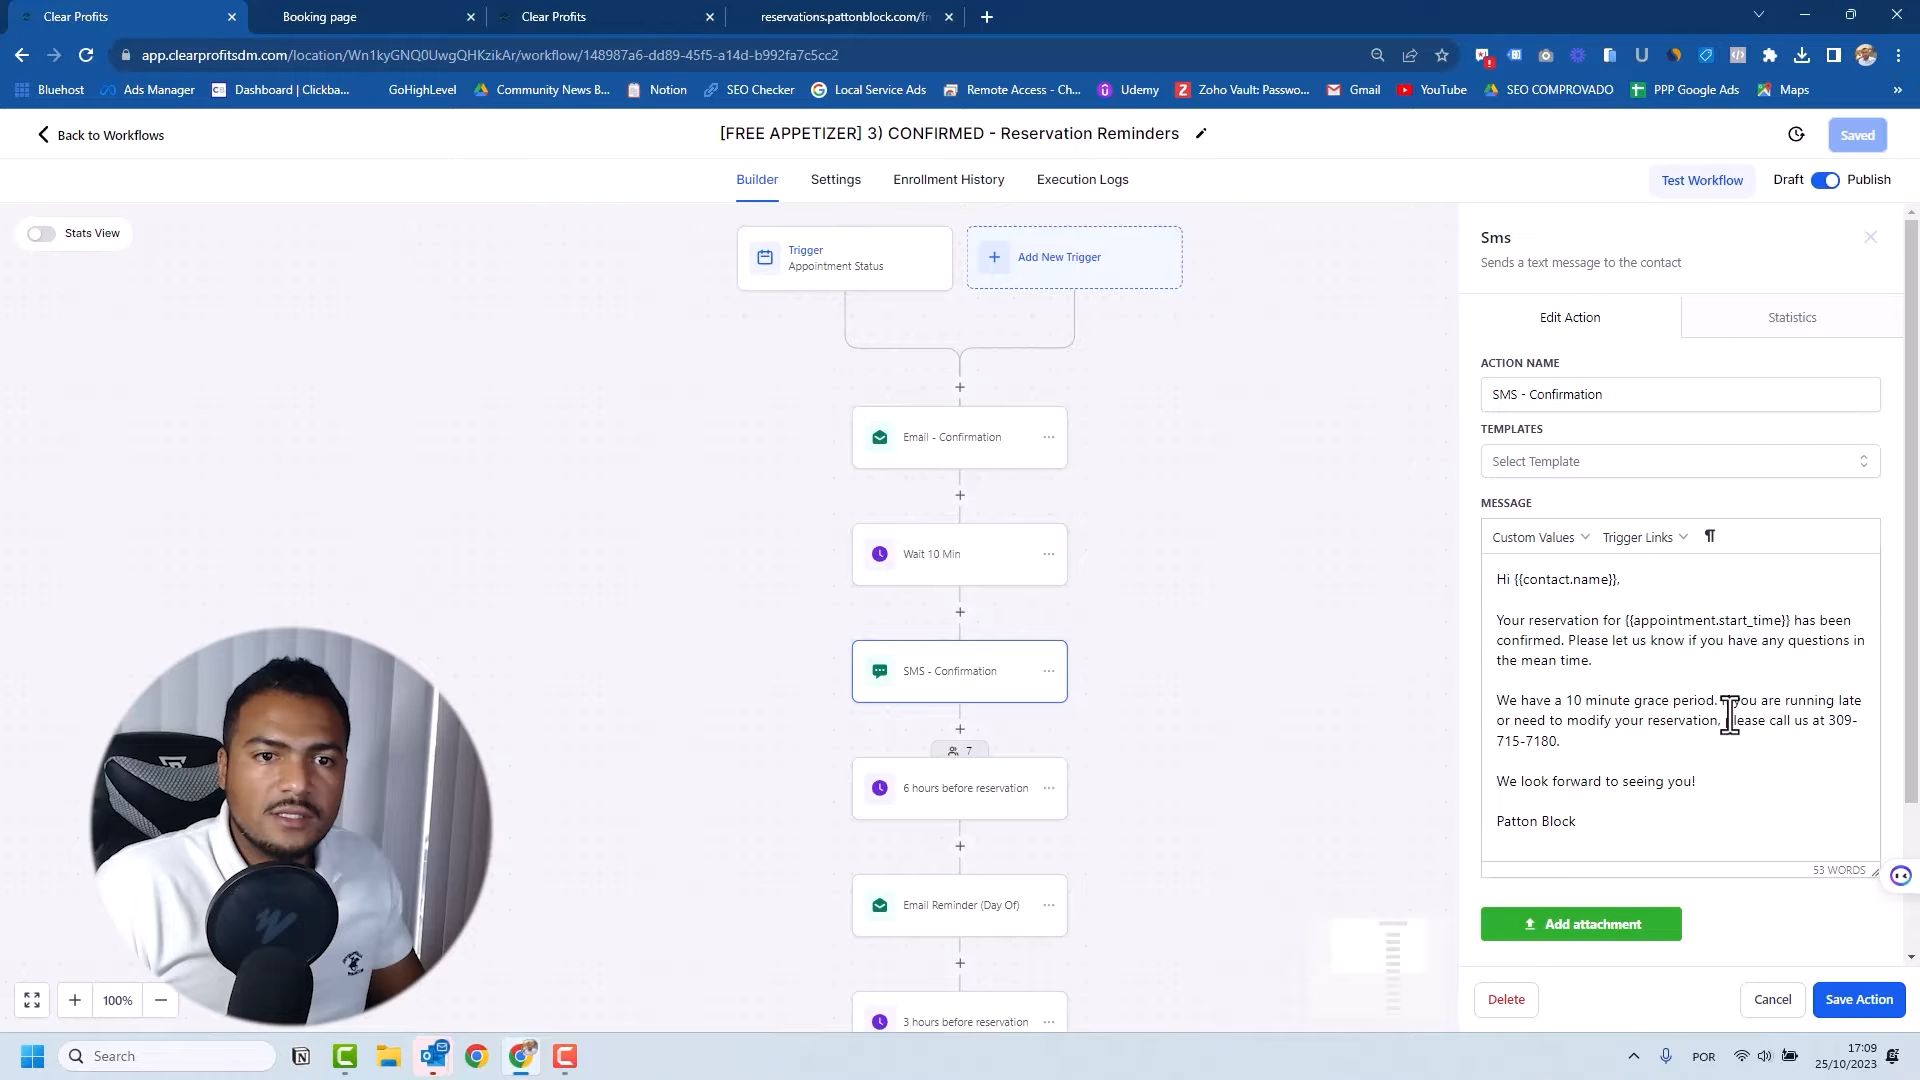 Clear Profits
Booking page
Clear Profits
reservations.pattonblock.com/fr
app.clearprofitsdm.com/location/Wn1kyGNQ0UwgQHKzikAr/workflow/148987a6-dd89-45f5-a14d-b992fa7c5cc2
Bluehost
Ads Manager
Dashboard | Clickba...
GoHighLevel
Community News B...
Notion
SEO Checker
Local Service Ads
Remote Access - Ch...
Udemy
Zoho Vault: Passwo...
Gmail
YouTube
SEO COMPROVADO
PPP Google Ads
Maps
Back to Workflows
[FREE APPETIZER] 3) CONFIRMED - Reservation Reminders
Saved
Builder
Settings
Enrollment History
Execution Logs
Test Workflow
Draft
Publish
Stats View
Trigger
Appointment Status
Add New Trigger
Email - Confirmation
Wait 10 Min
SMS - Confirmation
7
6 hours before reservation
Email Reminder (Day Of)
3 hours before reservation
100%
Sms
Sends a text message to the contact
Edit Action
Statistics
ACTION NAME
SMS - Confirmation
TEMPLATES
Select Template
MESSAGE
Custom Values
Trigger Links
Hi {{contact.name}},
Your reservation for {{appointment.start_time}} has been
confirmed. Please let us know if you have any questions in
the mean time.
We have a 10 minute grace period. you are running late
or need to modify your reservation, please call us at 309-
715-7180.
We look forward to seeing you!
Patton Block
53 WORDS
Add attachment
Delete
Cancel
Save Action
Search
POR
17:09
25/10/2023